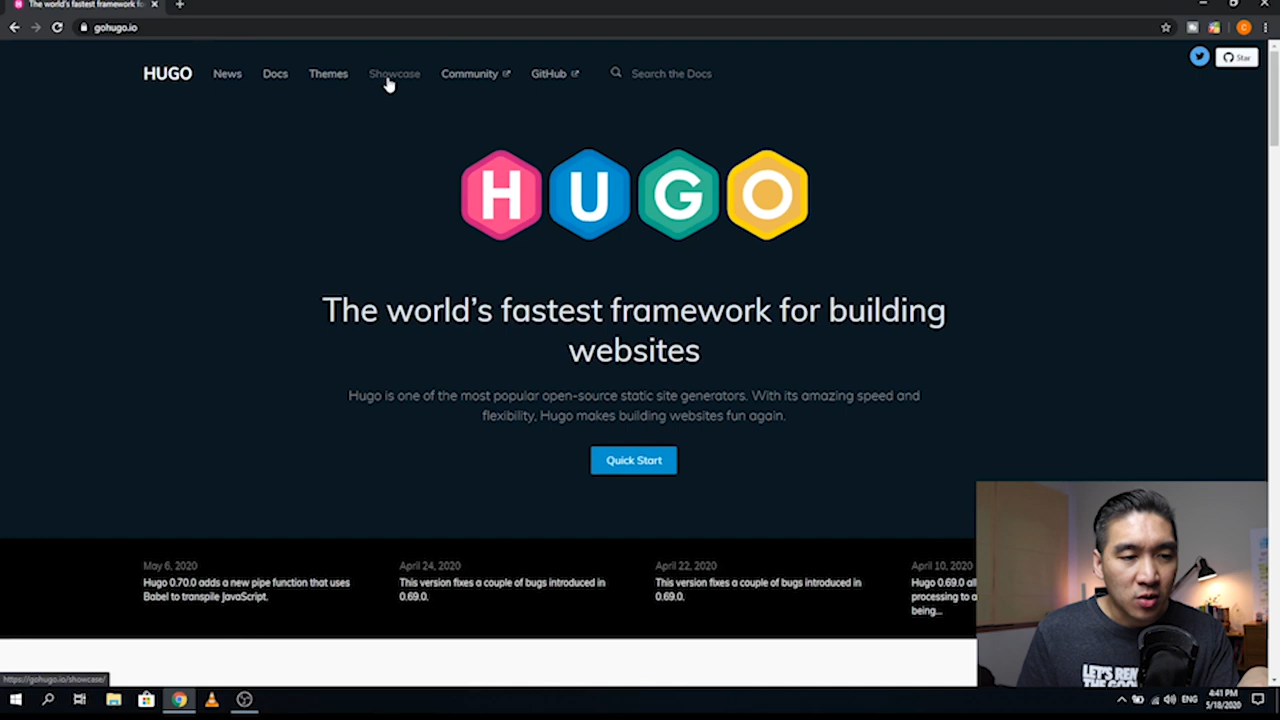 The world's fastest framework fo
gohugo.io
HUGO News Docs Themes Showcase Community GitHub Search the Docs
Star
HUGO
The world's fastest framework for building
websites
Hugo is one of the most popular open-source static site generators. With its amazing speed and
flexibility, Hugo makes building websites fun again.
Quick Start
May 6, 2020
Hugo 0.70.0 adds a new pipe function that uses
Babel to transpile JavaScript.
April 24, 2020
This version fixes a couple of bugs introduced in
0.69.0.
April 22, 2020
This version fixes a couple of bugs introduced in
0.69.0.
April 10, 2020
Hugo 0.69.0 all
processing to a
being...
LET'S
THE
https://gohugo.io/showcase/
ENG
4:41 PM
5/18/2020